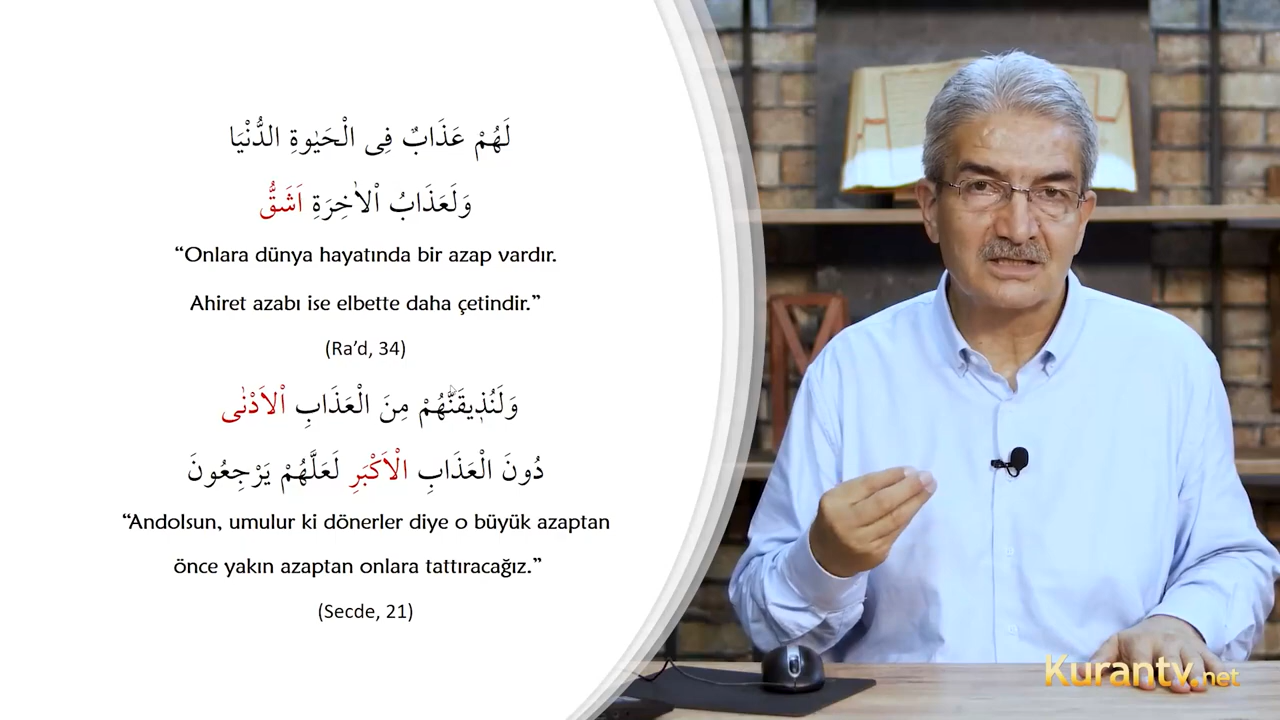 لَهُمْ عَذَابٌ فِى الْحَيٰوةِ الدُّنْيَا
وَلَعَذَابُ الْاٰخِرَةِ اَشَقُّ
“Onlara dünya hayatında bir azap vardır.
Ahiret azabı ise elbette daha çetindir.”
(Ra’d, 34)
وَلَنُذ۪يقَنَّهُمْ مِنَ الْعَذَابِ الْاَدْنٰى
دُونَ الْعَذَابِ الْاَكْبَرِ لَعَلَّهُمْ يَرْجِعُونَ
“Andolsun, umulur ki dönerler diye o büyük azaptan
önce yakın azaptan onlara tattıracağız.”
(Secde, 21)
Kurantv.net